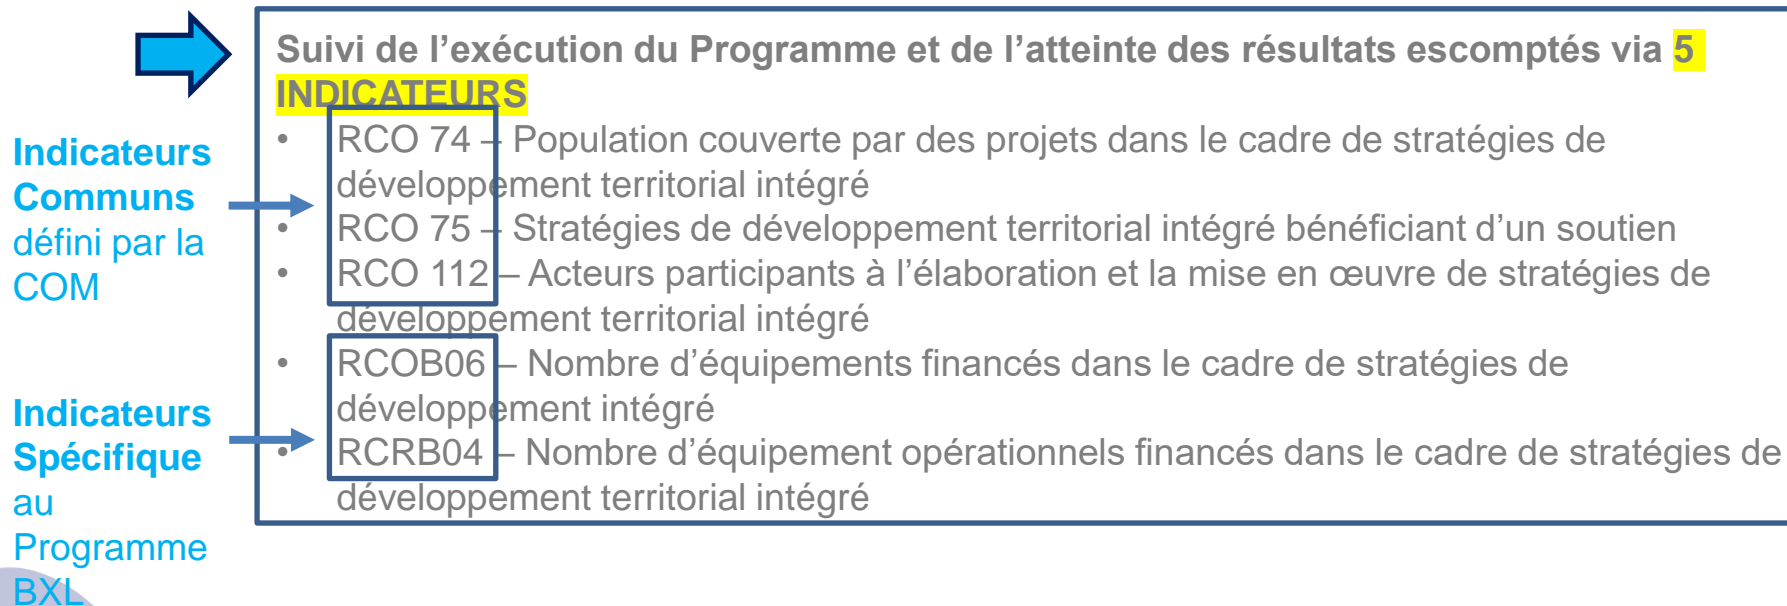 Suivi de l’exécution du Programme et de l’atteinte des résultats escomptés via 5
INDICATEURS
• RCO 74 – Population couverte par des projets dans le cadre de stratégies de
développement territorial intégré
• RCO 75 – Stratégies de développement territorial intégré bénéficiant d’un soutien
• RCO 112 – Acteurs participants à l’élaboration et la mise en œuvre de stratégies de
développement territorial intégré
• RCOB06 – Nombre d’équipements financés dans le cadre de stratégies de
développement intégré
• RCRB04 – Nombre d’équipement opérationnels financés dans le cadre de stratégies de
développement territorial intégré
Indicateurs
Communs
défini par la
COM
Indicateurs
Spécifique
au
Programme
BXL